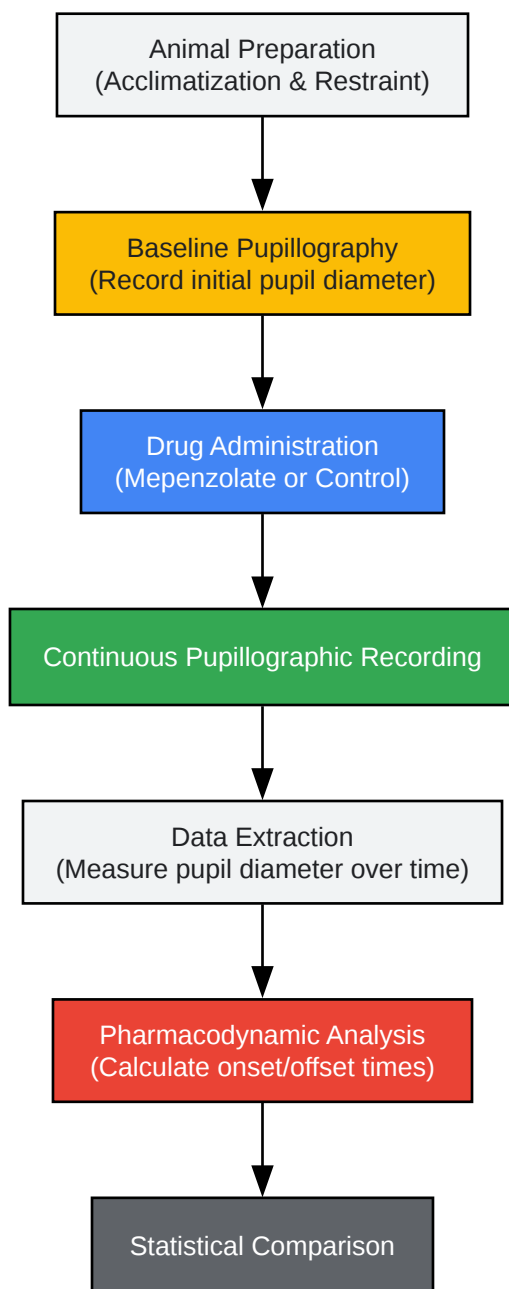 Animal Preparation
(Acclimatization & Restraint)
Baseline Pupillography
(Record initial pupil diameter)
Drug Administration
(Mepenzolate or Control)
Continuous Pupillographic Recording
Data Extraction
(Measure pupil diameter over time)
Pharmacodynamic Analysis
(Calculate onset/offset times)
Statistical Comparison